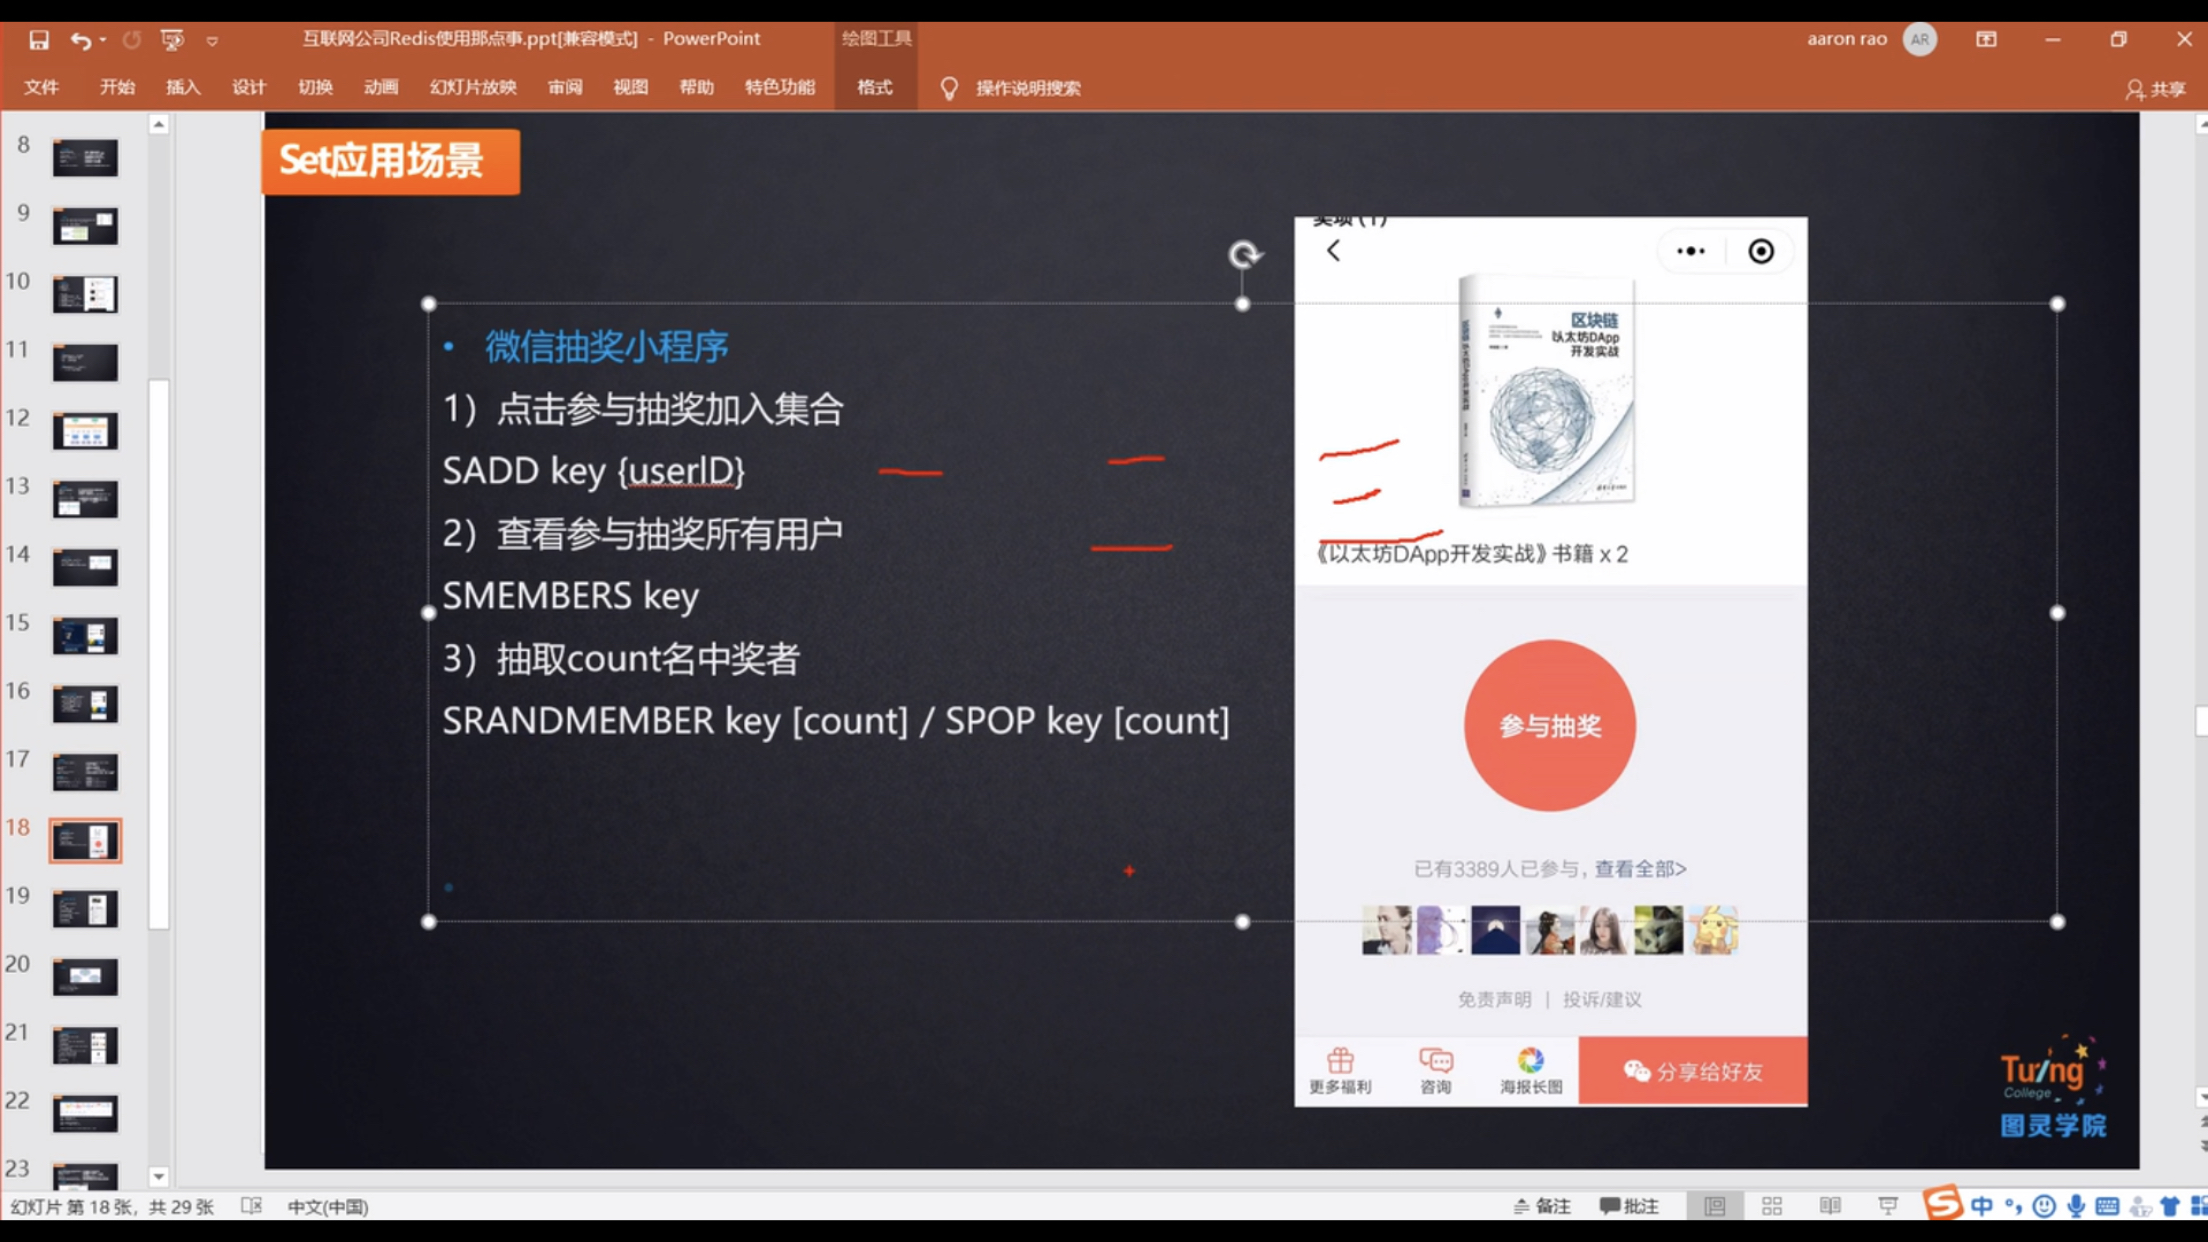 互联网公司Redis使用那点事.ppt[兼容模式] - PowerPoint
绘图工具
aaron rao
AR
文件 开始 插入 设计 切换 动画 幻灯片放映 审阅 视图 帮助 特色功能 格式 操作说明搜索
共享
8
9
10
11
12
13
14
15
16
17
18
19
20
21
22
23
Set应用场景
• 微信抽奖小程序
1）点击参与抽奖加入集合
SADD key {userID}
2）查看参与抽奖所有用户
SMEMBERS key
3）抽取count名中奖者
SRANDMEMBER key [count] / SPOP key [count]
奖项 (1)
区块链
以太坊DApp
开发实战
《以太坊DApp开发实战》书籍 x 2
参与抽奖
已有3389人已参与，查看全部>
免责声明 | 投诉/建议
更多福利 咨询 海报长图 分享给好友
Turing
College
图灵学院
幻灯片 第 18 张，共 29 张 中文(中国)
备注 批注
中